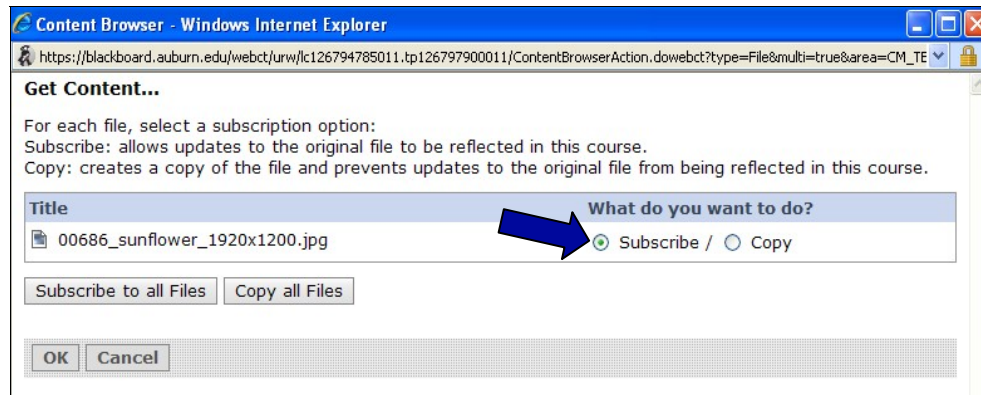 Content Browser - Windows Internet Explorer
https://blackboard.auburn.edu/webct/urw/lc126794785011.tp126797900011/ContentBrowserAction.dowebct?type=File&multi=true&area=CM_TE
Get Content...
For each file, select a subscription option:
Subscribe: allows updates to the original file to be reflected in this course.
Copy: creates a copy of the file and prevents updates to the original file from being reflected in this course.
Title What do you want to do?
00686_sunflower_1920x1200.jpg Subscribe / Copy
Subscribe to all Files Copy all Files
OK Cancel